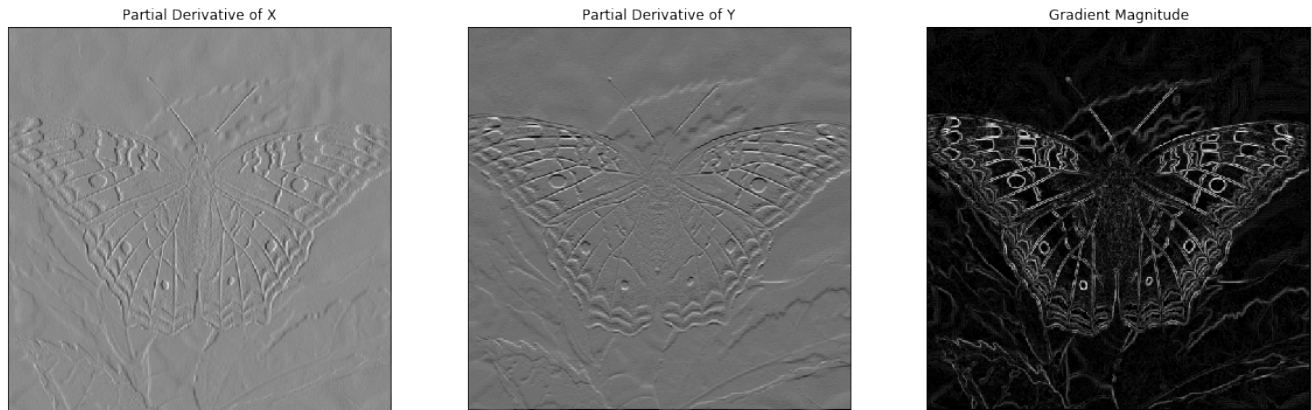 Partial Derivative of X
Partial Derivative of Y
Gradient Magnitude